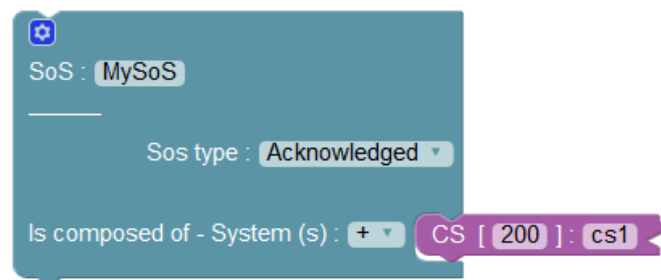 SoS : MySoS
Sos type : Acknowledged
Is composed of - System (s) : + CS [ 200 ] : cs1